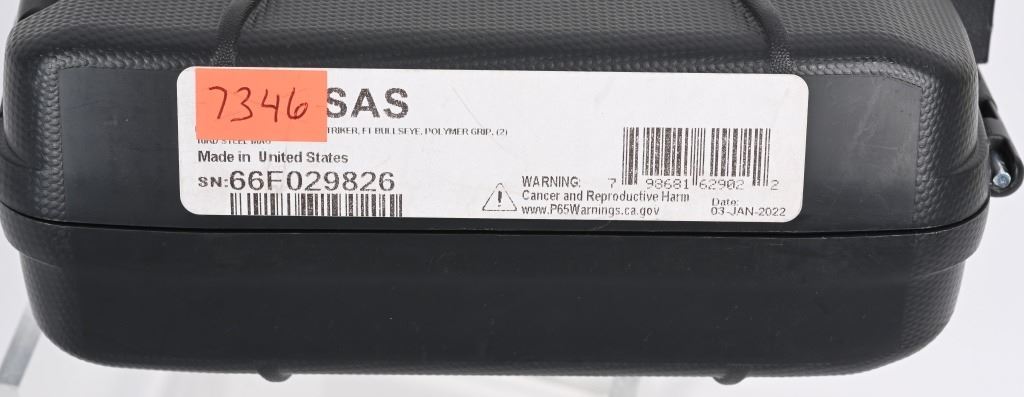 7346
SAS
TRIKER, FT BULLSEYE, POLYMER GRIP, (2)
Made in United States
SN:66F029826
WARNING:
Cancer and Reproductive Harm
www.P65Warnings.ca.gov
7 98681 62902 2
Date:
03-JAN-2022